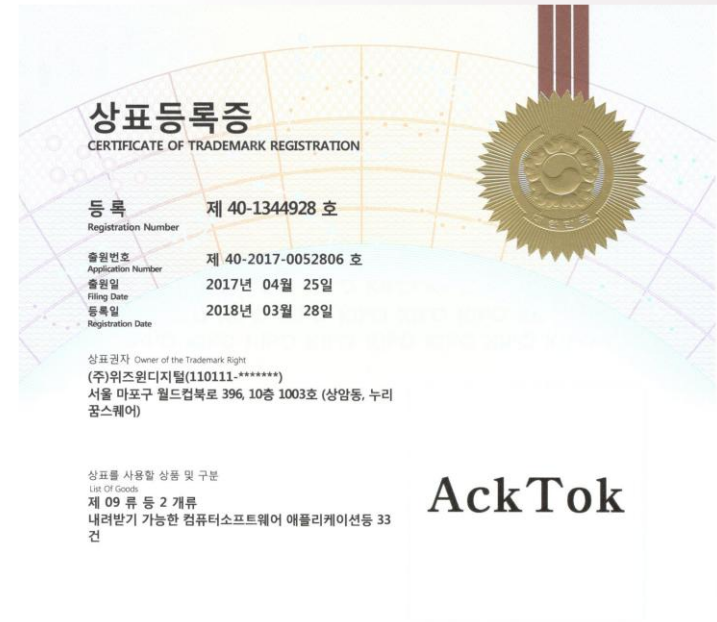 상표등록증
CERTIFICATE OF TRADEMARK REGISTRATION
등록 제 40-1344928 호
Registration Number
출원번호 제 40-2017-0052806 호
Application Number
출원일 2017년 04월 25일
Filing Date
등록일 2018년 03월 28일
Registration Date
상표권자 Owner of the Trademark Right
(주)위즈윈디지털(110111-*******)
서울 마포구 월드컵북로 396, 10층 1003호 (상암동, 누리
꿈스퀘어)
상표를 사용할 상품 및 구분
List Of Goods
제 09 류 등 2 개류
내려받기 가능한 컴퓨터소프트웨어 애플리케이션등 33
건
AckTok
대한민국